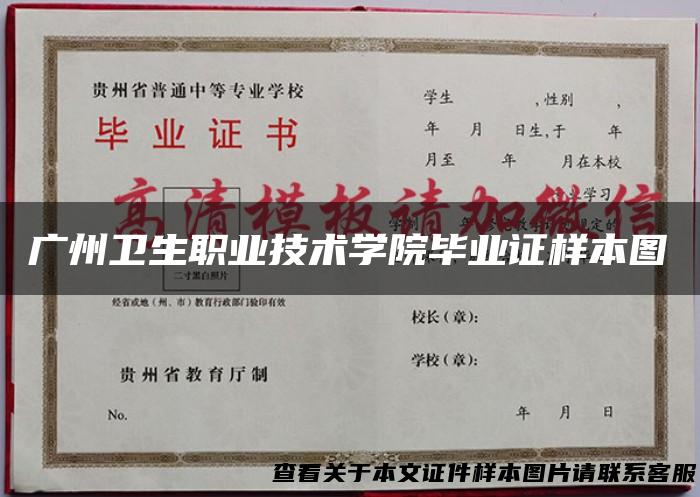 贵州省普通中等专业学校
毕业证书
二寸黑白照片
经省或地（州、市）教育行政部门验印有效
贵州省教育厅制
No.
学生 ,性别 ,
年 月 日生,于 年
月至 年 月在本校
业学习
规定的
校长（章）：
学校（章）：
年 月 日
高清模板请加微信
广州卫生职业技术学院毕业证样本图
查看关于本文证件样本图片请联系客服